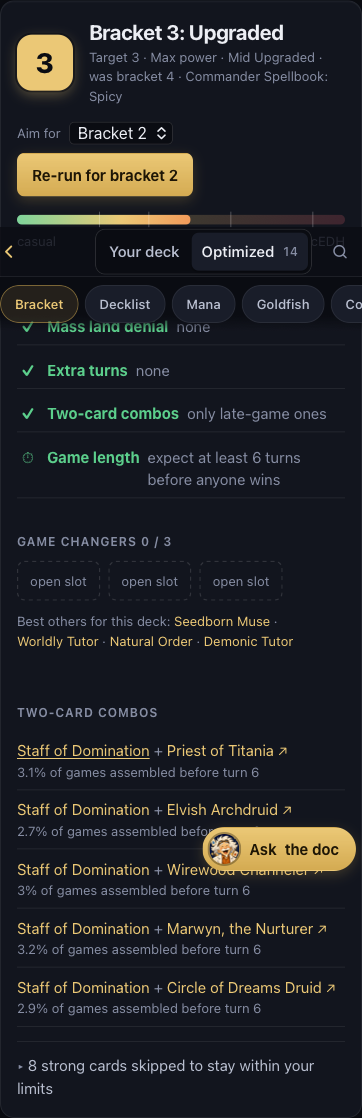 3
Bracket 3: Upgraded
Target 3 · Max power · Mid Upgraded ·
was bracket 4 · Commander Spellbook:
Spicy
Aim for Bracket 2
Re-run for bracket 2
casual
cEDH
Your deck Optimized 14
Bracket Decklist Mana Goldfish Co
Mass land denial none
Extra turns none
Two-card combos only late-game ones
Game length expect at least 6 turns
before anyone wins
GAME CHANGERS 0 / 3
open slot open slot open slot
Best others for this deck: Seedborn Muse ·
Worldly Tutor · Natural Order · Demonic Tutor
TWO-CARD COMBOS
Staff of Domination + Priest of Titania ↗
3.1% of games assembled before turn 6
Staff of Domination + Elvish Archdruid ↗
2.7% of games assembled before turn 6
Ask the doc
Staff of Domination + Wirewood Channeler ↗
3% of games assembled before turn 6
Staff of Domination + Marwyn, the Nurturer ↗
3.2% of games assembled before turn 6
Staff of Domination + Circle of Dreams Druid ↗
2.9% of games assembled before turn 6
▸ 8 strong cards skipped to stay within your
limits